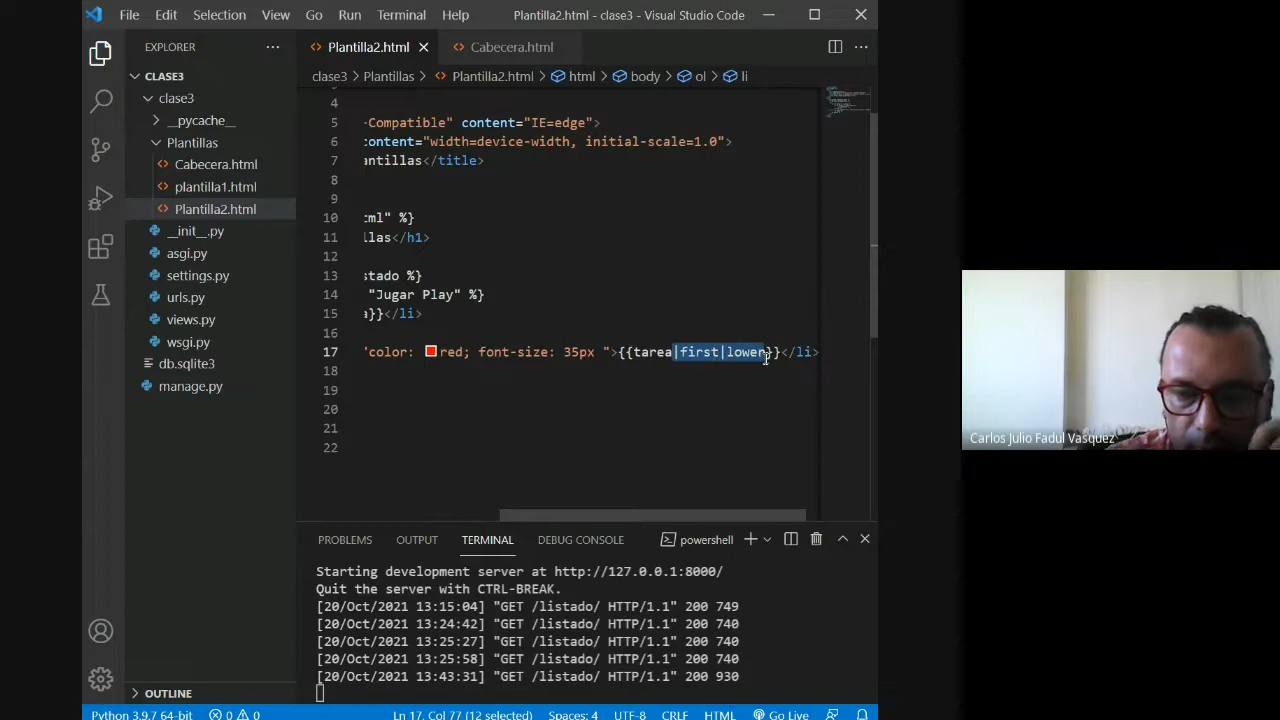 File Edit Selection View Go Run Terminal Help Plantilla2.html - clase3 - Visual Studio Code
EXPLORER
CLASE3
clase3
__pycache__
Plantillas
Cabecera.html
plantilla1.html
Plantilla2.html
__init__.py
asgi.py
settings.py
urls.py
views.py
wsgi.py
db.sqlite3
manage.py
OUTLINE
Plantilla2.html Cabecera.html
clase3 > Plantillas > Plantilla2.html > html > body > ol > li
4
5 -Compatible" content="IE=edge">
6 content="width=device-width, initial-scale=1.0">
7 antillas</title>
8
9
10 tml" %}
11 llas</h1>
12
13 stado %}
14 "Jugar Play" %}
15 a}}</li>
16
17 "color: red; font-size: 35px ">{{tarea|first|lower}}</li>
18
19
20
21
22
PROBLEMS OUTPUT TERMINAL DEBUG CONSOLE powershell
Starting development server at http://127.0.0.1:8000/
Quit the server with CTRL-BREAK.
[20/Oct/2021 13:15:04] "GET /listado/ HTTP/1.1" 200 749
[20/Oct/2021 13:24:42] "GET /listado/ HTTP/1.1" 200 740
[20/Oct/2021 13:25:27] "GET /listado/ HTTP/1.1" 200 740
[20/Oct/2021 13:25:58] "GET /listado/ HTTP/1.1" 200 740
[20/Oct/2021 13:43:31] "GET /listado/ HTTP/1.1" 200 930
Python 3.9.7 64-bit 0 0 Ln 17, Col 77 (12 selected) Spaces: 4 UTF-8 CRLF HTML Go Live
Carlos Julio Fadul Vasquez